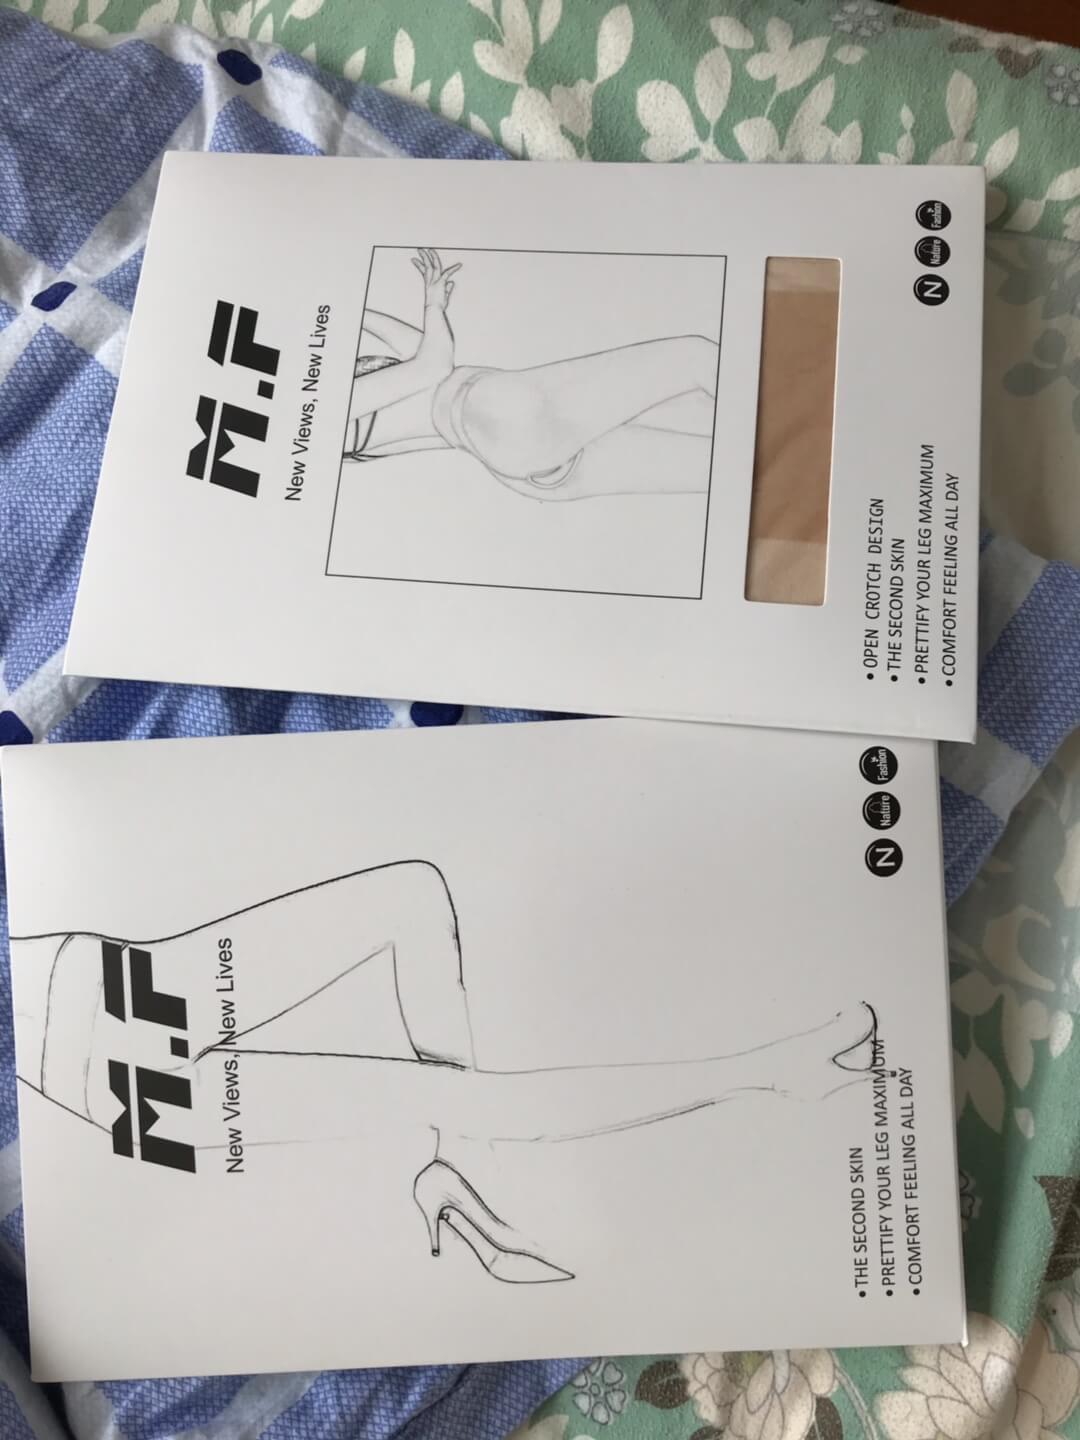 M.F
New Views, New Lives
• OPEN CROTCH DESIGN
• THE SECOND SKIN
• PRETTIFY YOUR LEG MAXIMUM
• COMFORT FEELING ALL DAY
N Nature Fashion
M.F
New Views, New Lives
• THE SECOND SKIN
• PRETTIFY YOUR LEG MAXIMUM
• COMFORT FEELING ALL DAY
N Nature Fashion